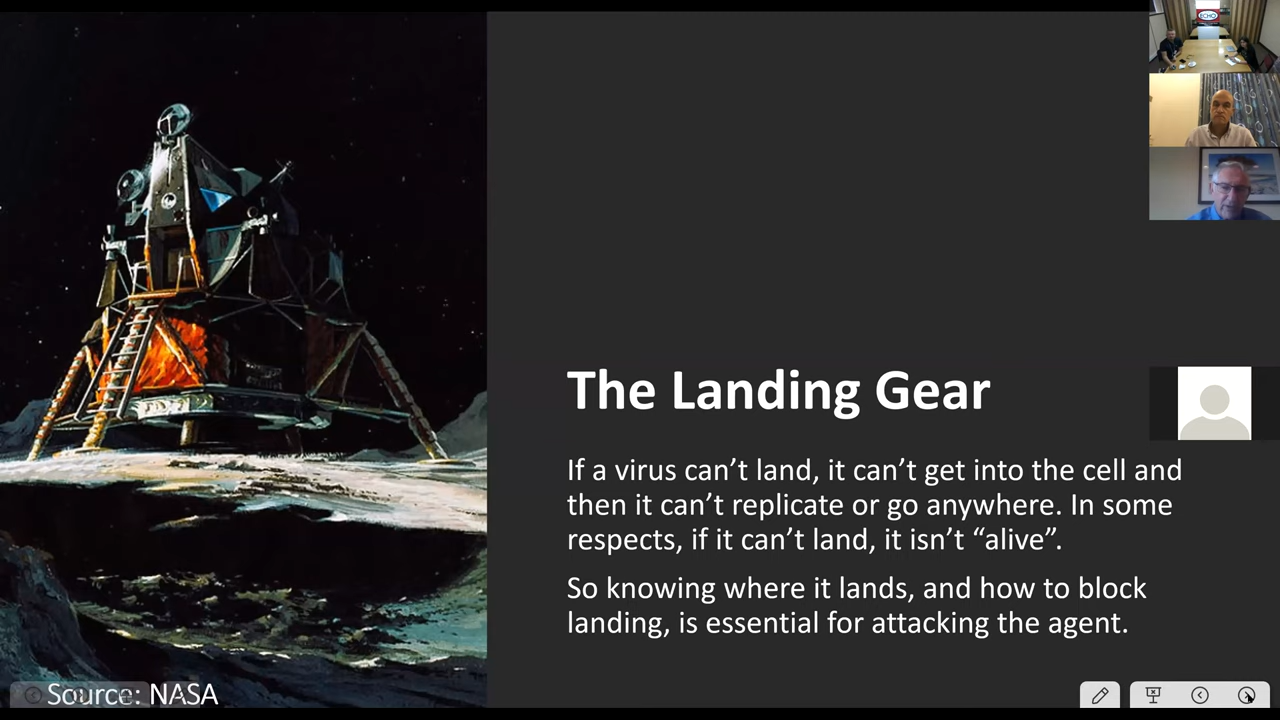 ECHO
The Landing Gear
If a virus can’t land, it can’t get into the cell and
then it can’t replicate or go anywhere. In some
respects, if it can’t land, it isn’t “alive”.
So knowing where it lands, and how to block
landing, is essential for attacking the agent.
Source: NASA